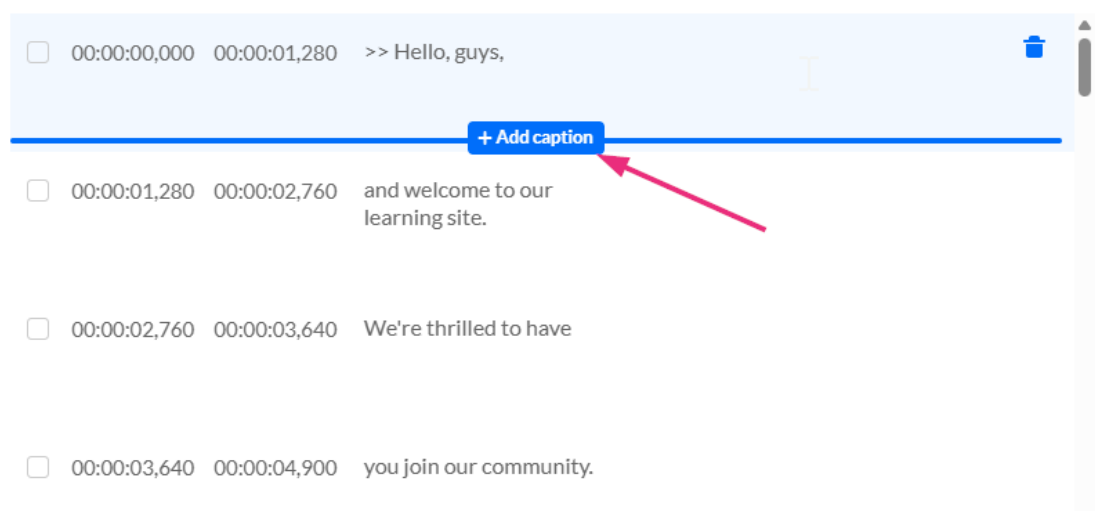 00:00:00,000 00:00:01,280 >> Hello, guys,
+ Add caption
00:00:01,280 00:00:02,760 and welcome to our
learning site.
00:00:02,760 00:00:03,640 We're thrilled to have
00:00:03,640 00:00:04,900 you join our community.